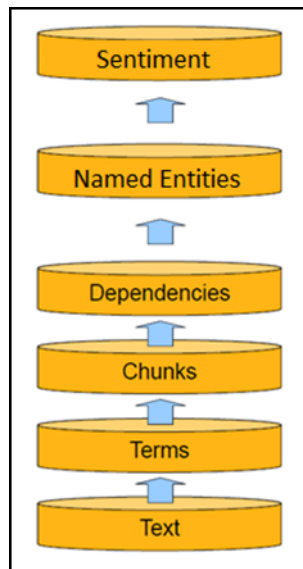 Sentiment
Named Entities
Dependencies
Chunks
Terms
Text